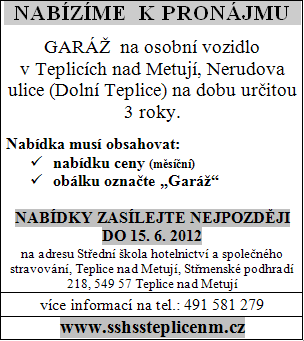 NABÍZÍME K PRONÁJMU
GARÁŽ na osobní vozidlo
v Teplicích nad Metují, Nerudova
ulice (Dolní Teplice) na dobu určitou
3 roky.
Nabídka musí obsahovat:
✓ nabídku ceny (měsíční)
✓ obálku označte „Garáž“
NABÍDKY ZASÍLEJTE NEJPOZDĚJI
DO 15. 6. 2012
na adresu Střední škola hotelnictví a společného
stravování, Teplice nad Metují, Střmenské podhradí
218, 549 57 Teplice nad Metují
více informací na tel.: 491 581 279
www.sshssteplicenm.cz